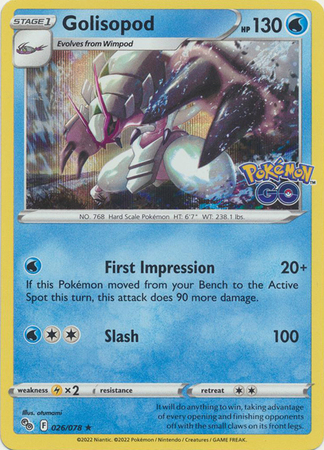 STAGE 1
Golisopod
HP 130
Evolves from Wimpod
Pokémon
GO
NO. 768 Hard Scale Pokémon HT: 6'7" WT: 238.1 lbs.
First Impression 20+
If this Pokémon moved from your Bench to the Active
Spot this turn, this attack does 90 more damage.
Slash 100
weakness ×2 resistance retreat
Illus. otumami
F 026/078 ★
It will do anything to win, taking advantage
of every opening and finishing opponents
off with the small claws on its front legs.
©2022 Niantic. ©2022 Pokémon / Nintendo / Creatures / GAME FREAK.